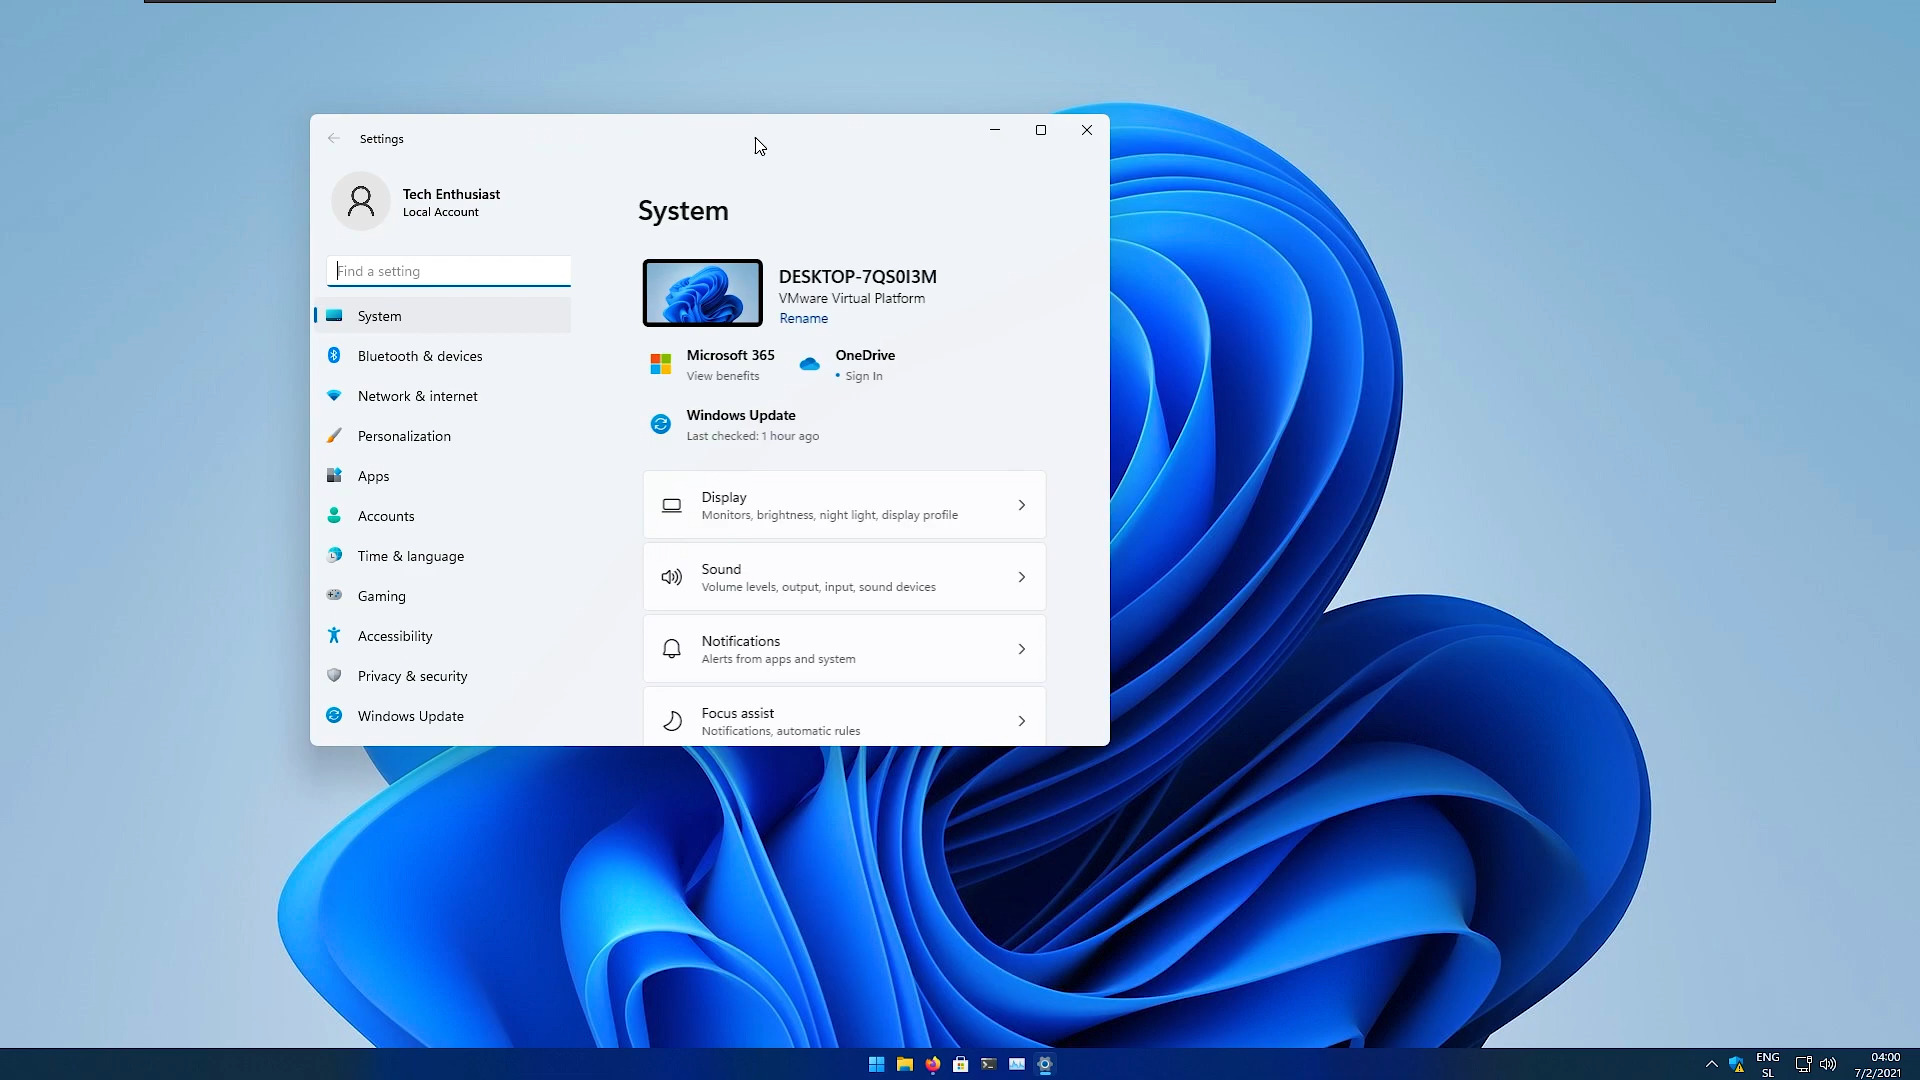 Settings
Tech Enthusiast
Local Account
Find a setting
System
Bluetooth & devices
Network & internet
Personalization
Apps
Accounts
Time & language
Gaming
Accessibility
Privacy & security
Windows Update
System
DESKTOP-7QS0I3M
VMware Virtual Platform
Rename
Microsoft 365
View benefits
OneDrive
• Sign In
Windows Update
Last checked: 1 hour ago
Display
Monitors, brightness, night light, display profile
Sound
Volume levels, output, input, sound devices
Notifications
Alerts from apps and system
Focus assist
Notifications, automatic rules
ENG
SL
04:00
7/2/2021